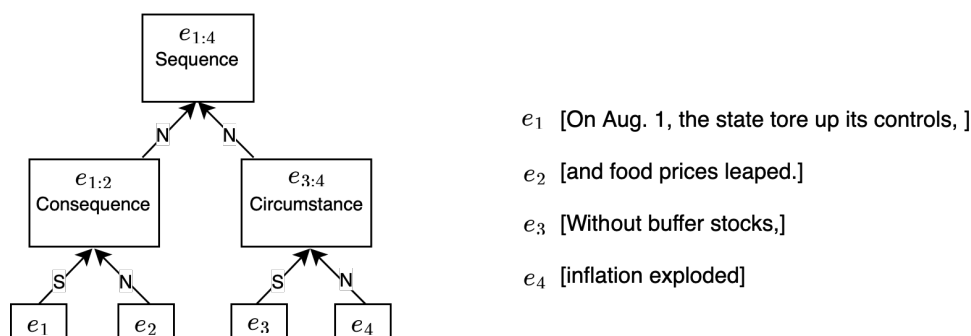 e1:4
Sequence
N N
e1:2
Consequence
e3:4
Circumstance
S N S N
e1 e2 e3 e4
e1 [On Aug. 1, the state tore up its controls, ]
e2 [and food prices leaped.]
e3 [Without buffer stocks,]
e4 [inflation exploded]